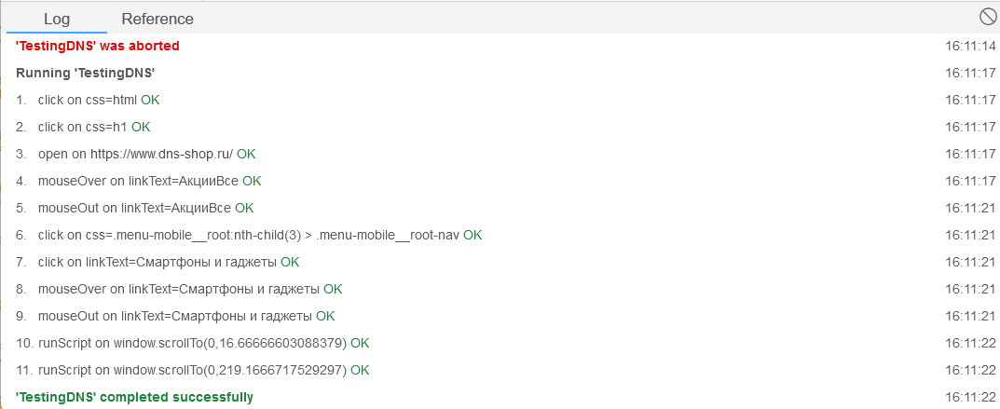 Log Reference
'TestingDNS' was aborted 16:11:14
Running 'TestingDNS' 16:11:17
1. click on css=html OK 16:11:17
2. click on css=h1 OK 16:11:17
3. open on https://www.dns-shop.ru/ OK 16:11:17
4. mouseOver on linkText=АкцииВсе OK 16:11:17
5. mouseOut on linkText=АкцииВсе OK 16:11:21
6. click on css=.menu-mobile__root:nth-child(3) > .menu-mobile__root-nav OK 16:11:21
7. click on linkText=Смартфоны и гаджеты OK 16:11:21
8. mouseOver on linkText=Смартфоны и гаджеты OK 16:11:21
9. mouseOut on linkText=Смартфоны и гаджеты OK 16:11:21
10. runScript on window.scrollTo(0,16.66666603088379) OK 16:11:22
11. runScript on window.scrollTo(0,219.1666717529297) OK 16:11:22
'TestingDNS' completed successfully 16:11:22